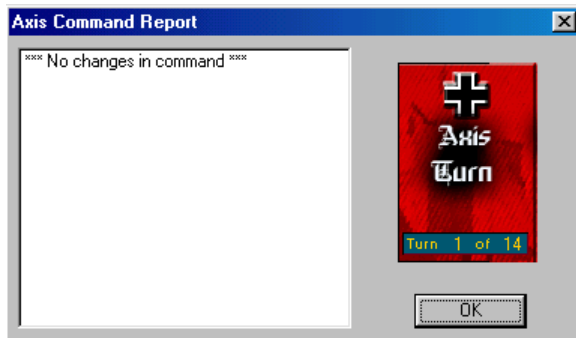 Axis Command Report
*** No changes in command ***
Axis
Turn
Turn 1 of 14
OK